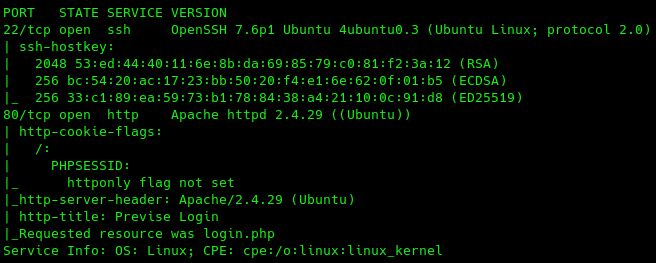 PORT   STATE SERVICE VERSION
22/tcp open  ssh     OpenSSH 7.6p1 Ubuntu 4ubuntu0.3 (Ubuntu Linux; protocol 2.0)
| ssh-hostkey:
|   2048 53:ed:44:40:11:6e:8b:da:69:85:79:c0:81:f2:3a:12 (RSA)
|   256 bc:54:20:ac:17:23:bb:50:20:f4:e1:6e:62:0f:01:b5 (ECDSA)
|_  256 33:c1:89:ea:59:73:b1:78:84:38:a4:21:10:0c:91:d8 (ED25519)
80/tcp open  http    Apache httpd 2.4.29 ((Ubuntu))
| http-cookie-flags:
|   /:
|     PHPSESSID:
|_      httponly flag not set
|_http-server-header: Apache/2.4.29 (Ubuntu)
| http-title: Previse Login
|_Requested resource was login.php
Service Info: OS: Linux; CPE: cpe:/o:linux:linux_kernel